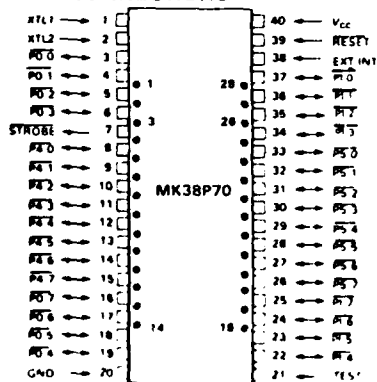 XTL1 1 40 VCC
XTL2 2 39 RESET
P0 0 3 38 EXT INT
P0 1 4 37 P1 0
P0 2 5 1 28 36 P1 1
P0 3 6 35 P1 2
STROBE 7 3 26 34 P1 3
P4 0 8 33 P5 0
P4 1 9 32 P5 1
P4 2 10 31 P5 2
MK38P70
P4 3 11 30 P5 3
P4 4 12 29 P5 4
P4 5 13 28 P5 5
P4 6 14 27 P5 6
P4 7 15 26 P5 7
P0 7 16 25 P1 7
P0 6 17 24 P1 6
P0 5 18 14 15 23 P1 5
P0 4 19 22 P1 4
GND 20 21 TEST